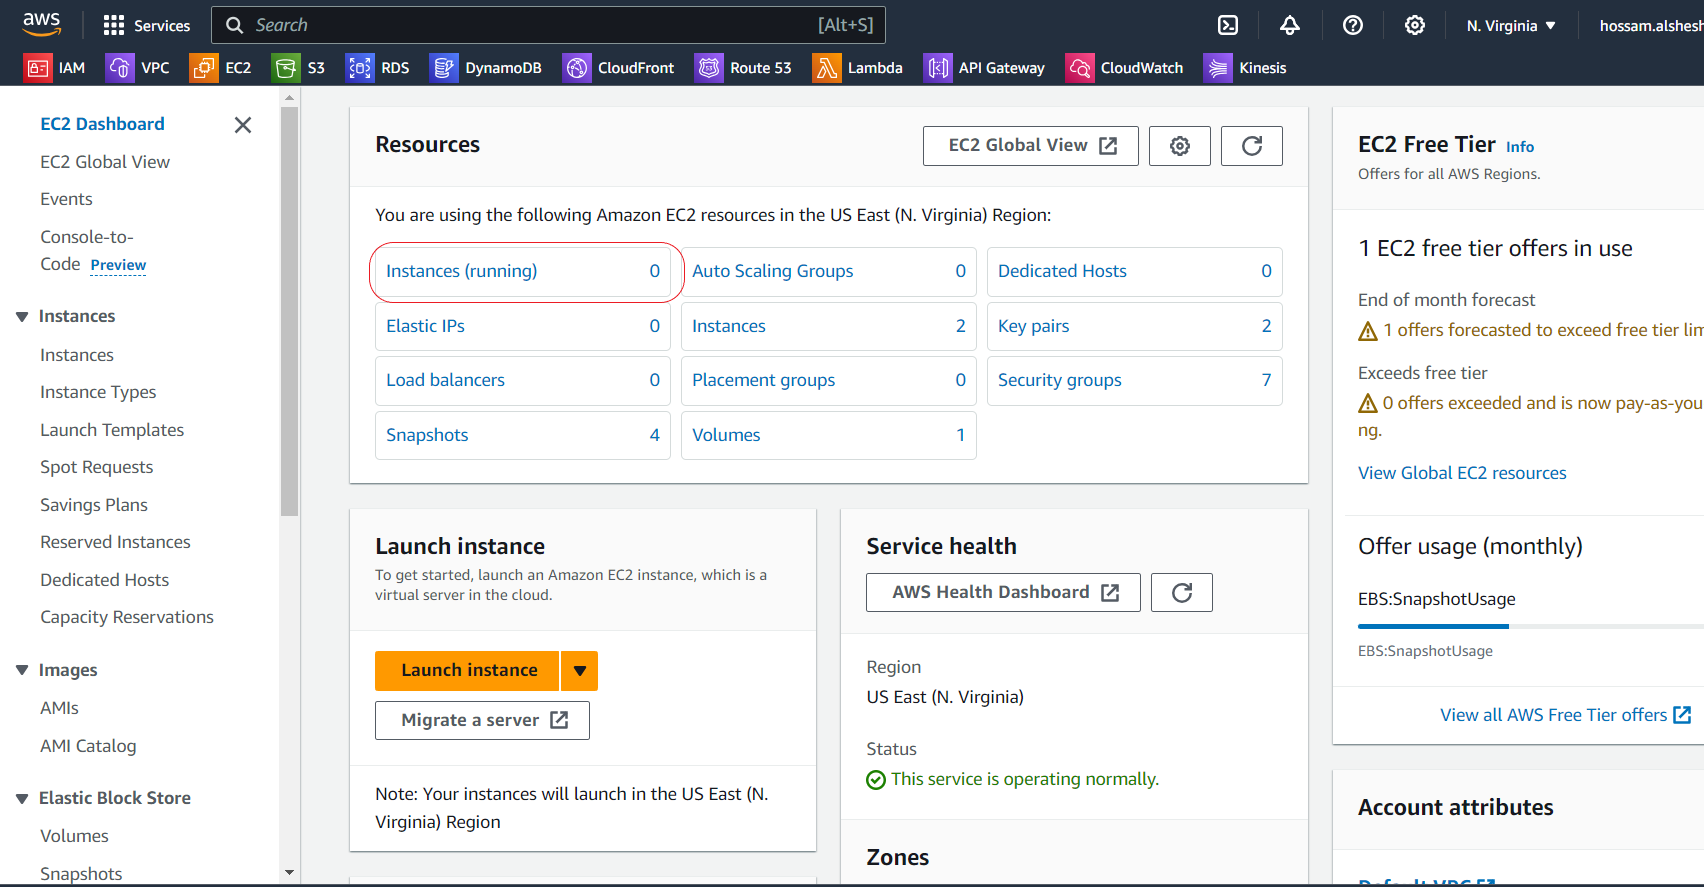 aws
Services
Search [Alt+S]
N. Virginia
IAM VPC EC2 S3 RDS DynamoDB CloudFront Route 53 Lambda API Gateway CloudWatch Kinesis
EC2 Dashboard
EC2 Global View
Events
Console-to-
Code Preview
Instances
Instances
Instance Types
Launch Templates
Spot Requests
Savings Plans
Reserved Instances
Dedicated Hosts
Capacity Reservations
Images
AMIs
AMI Catalog
Elastic Block Store
Volumes
Snapshots
Resources
EC2 Global View
You are using the following Amazon EC2 resources in the US East (N. Virginia) Region:
Instances (running) 0
Auto Scaling Groups 0
Dedicated Hosts 0
Elastic IPs 0
Instances 2
Key pairs 2
Load balancers 0
Placement groups 0
Security groups 7
Snapshots 4
Volumes 1
Launch instance
To get started, launch an Amazon EC2 instance, which is a
virtual server in the cloud.
Launch instance
Migrate a server
Note: Your instances will launch in the US East (N.
Virginia) Region
Service health
AWS Health Dashboard
Region
US East (N. Virginia)
Status
This service is operating normally.
Zones
EC2 Free Tier Info
Offers for all AWS Regions.
1 EC2 free tier offers in use
End of month forecast
1 offers forecasted to exceed free tier
Exceeds free tier
0 offers exceeded and is now pay-as-you
ng.
View Global EC2 resources
Offer usage (monthly)
EBS:SnapshotUsage
EBS:SnapshotUsage
View all AWS Free Tier offers
Account attributes
Default VPC